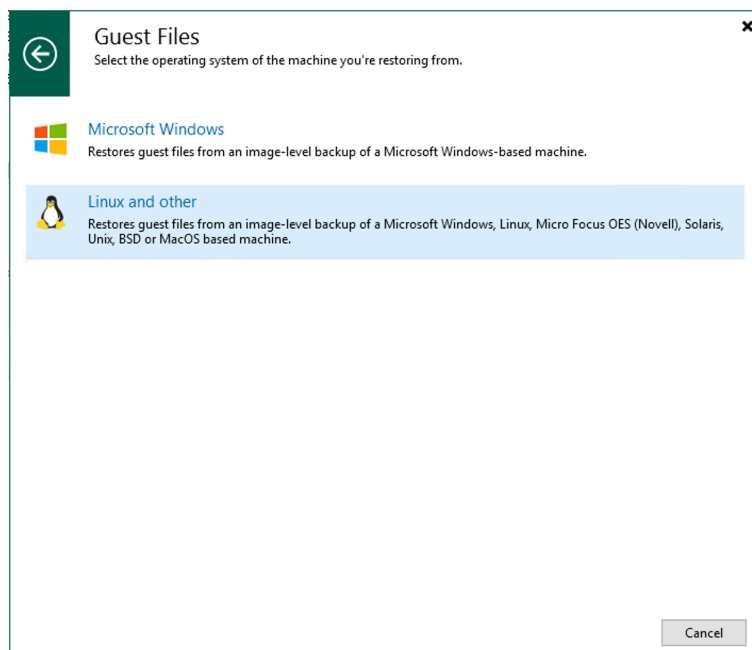 Guest Files
Select the operating system of the machine you're restoring from.
Microsoft Windows
Restores guest files from an image-level backup of a Microsoft Windows-based machine.
Linux and other
Restores guest files from an image-level backup of a Microsoft Windows, Linux, Micro Focus OES (Novell), Solaris,
Unix, BSD or MacOS based machine.
Cancel